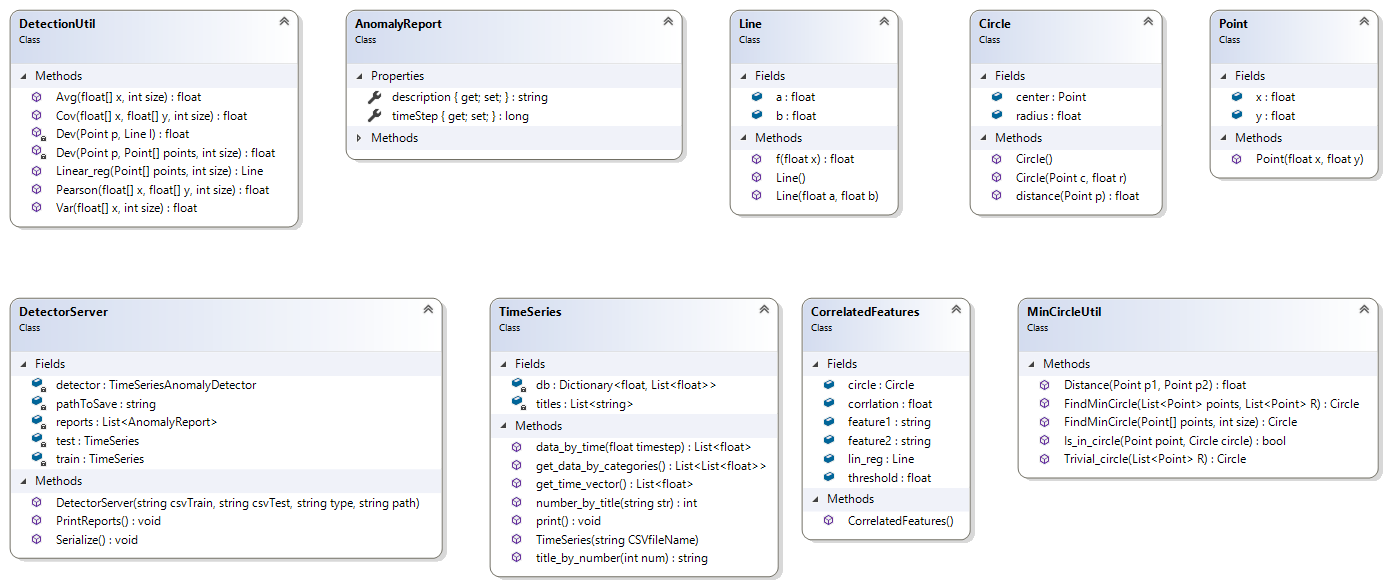 DetectionUtil
Class
Methods
Avg(float[] x, int size) : float
Cov(float[] x, float[] y, int size) : float
Dev(Point p, Line l) : float
Dev(Point p, Point[] points, int size) : float
Linear_reg(Point[] points, int size) : Line
Pearson(float[] x, float[] y, int size) : float
Var(float[] x, int size) : float
AnomalyReport
Class
Properties
description { get; set; } : string
timeStep { get; set; } : long
Methods
Line
Class
Fields
a : float
b : float
Methods
f(float x) : float
Line()
Line(float a, float b)
Circle
Class
Fields
center : Point
radius : float
Methods
Circle()
Circle(Point c, float r)
distance(Point p) : float
Point
Class
Fields
x : float
y : float
Methods
Point(float x, float y)
DetectorServer
Class
Fields
detector : TimeSeriesAnomalyDetector
pathToSave : string
reports : List<AnomalyReport>
test : TimeSeries
train : TimeSeries
Methods
DetectorServer(string csvTrain, string csvTest, string type, string path)
PrintReports() : void
Serialize() : void
TimeSeries
Class
Fields
db : Dictionary<float, List<float>>
titles : List<string>
Methods
data_by_time(float timestep) : List<float>
get_data_by_categories() : List<List<float>>
get_time_vector() : List<float>
number_by_title(string str) : int
print() : void
TimeSeries(string CSVfileName)
title_by_number(int num) : string
CorrelatedFeatures
Class
Fields
circle : Circle
corrlation : float
feature1 : string
feature2 : string
lin_reg : Line
threshold : float
Methods
CorrelatedFeatures()
MinCircleUtil
Class
Methods
Distance(Point p1, Point p2) : float
FindMinCircle(List<Point> points, List<Point> R) : Circle
FindMinCircle(Point[] points, int size) : Circle
Is_in_circle(Point point, Circle circle) : bool
Trivial_circle(List<Point> R) : Circle